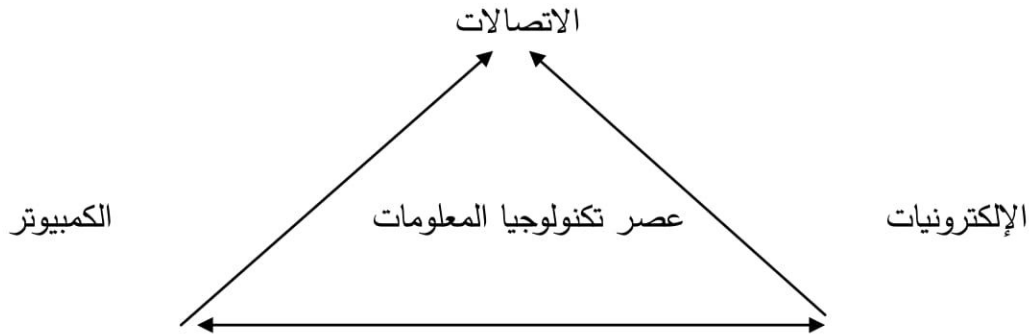 الاتصالات
الإلكترونيات
عصر تكنولوجيا المعلومات
الكمبيوتر